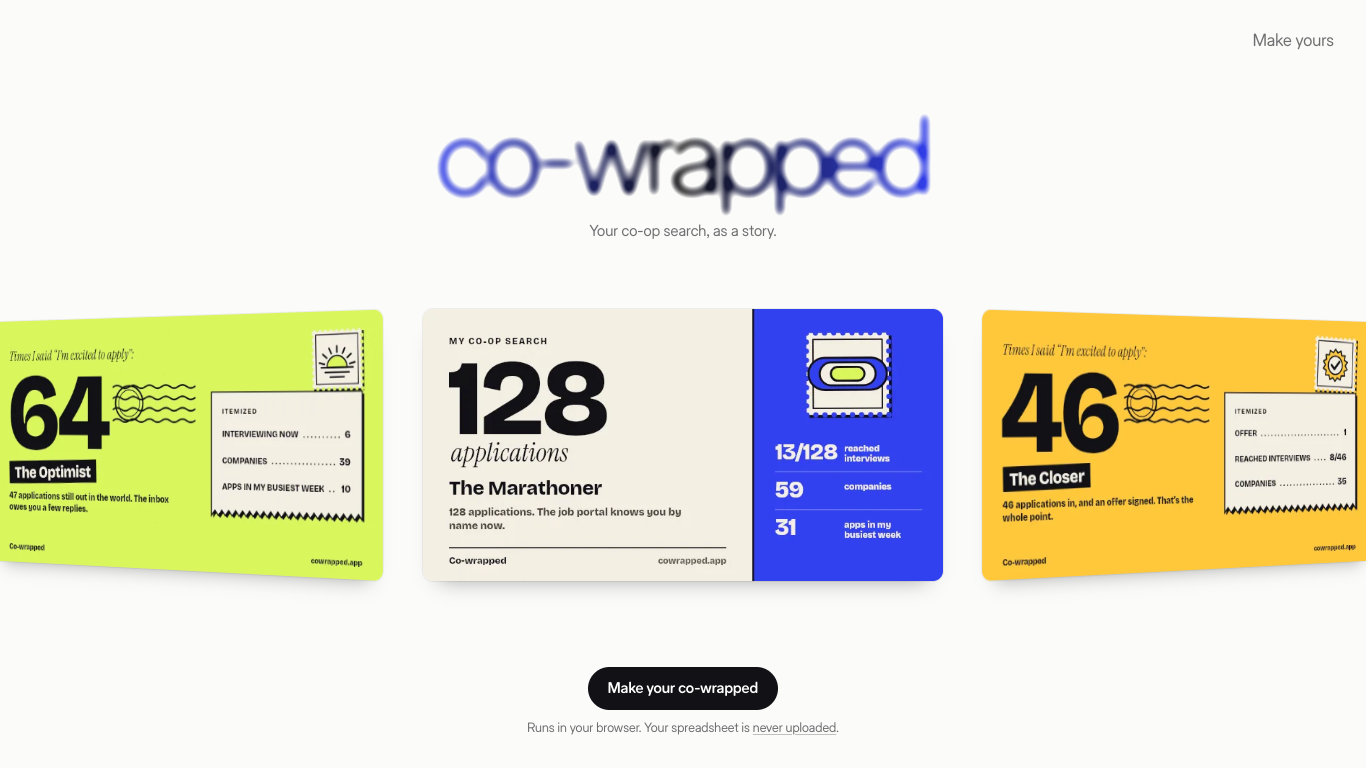 Make yours
co-wrapped
Your co-op search, as a story.
Times I said "I'm excited to apply":
64
The Optimist
47 applications still out in the world. The inbox
owes you a few replies.
ITEMIZED
INTERVIEWING NOW .......... 6
COMPANIES ................. 39
APPS IN MY BUSIEST WEEK .. 10
Co-wrapped
cowrapped.app
MY CO-OP SEARCH
128
applications
The Marathoner
128 applications. The job portal knows you by
name now.
Co-wrapped
cowrapped.app
13/128 reached
interviews
59 companies
31 apps in my
busiest week
Times I said "I'm excited to apply":
46
The Closer
46 applications in, and an offer signed. That's the
whole point.
ITEMIZED
OFFER ........................ 1
REACHED INTERVIEWS .... 8/46
COMPANIES ................. 35
Co-wrapped
cowrapped.app
Make your co-wrapped
Runs in your browser. Your spreadsheet is never uploaded.